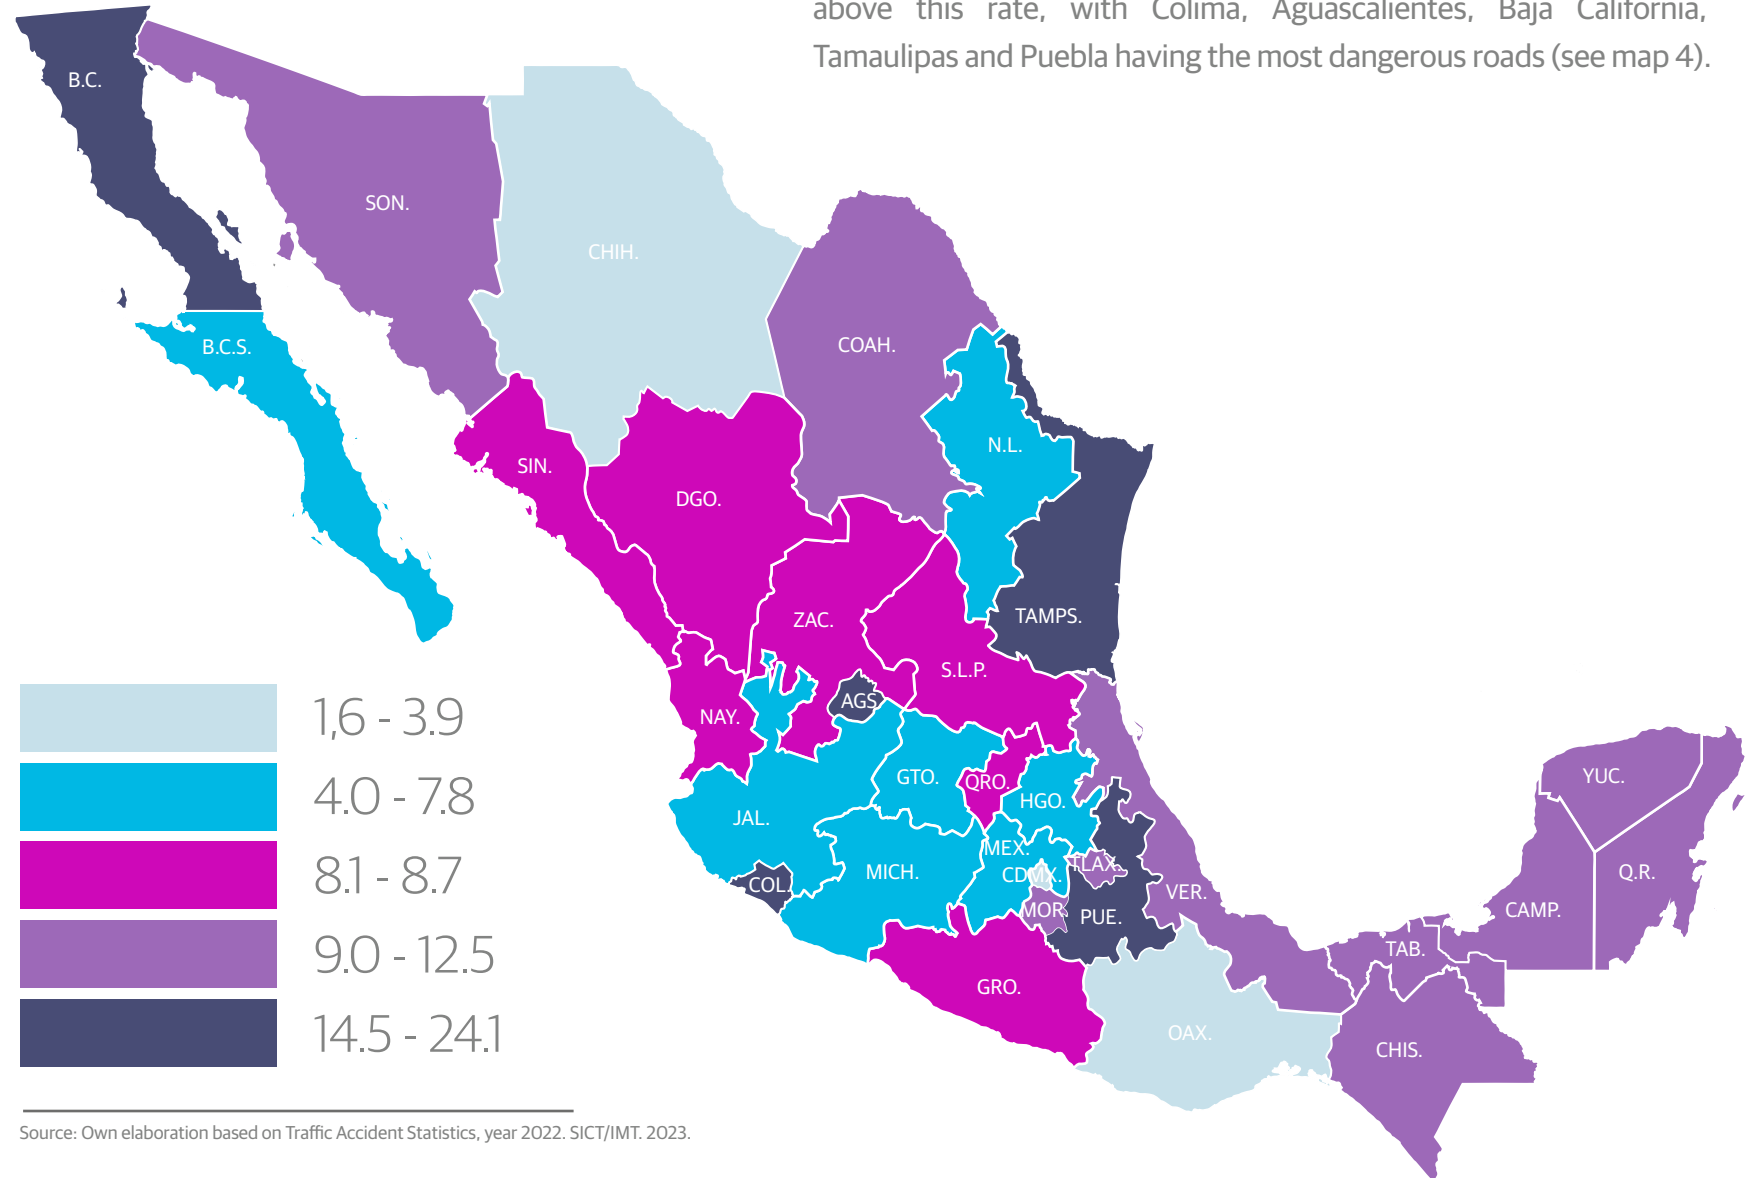 above this rate, with Colima, Aguascalientes, Baja California,
Tamaulipas and Puebla having the most dangerous roads (see map 4).
B.C.
SON.
CHIH.
COAH.
B.C.S.
N.L.
SIN.
DGO.
TAMPS.
ZAC.
S.L.P.
AGS
NAY.
GTO.
QRO.
HGO.
YUC.
JAL.
MEX.
TLAX.
MICH.
CDMX.
COL.
VER.
Q.R.
MOR.
PUE.
CAMP.
TAB.
GRO.
OAX.
CHIS.
1,6 - 3.9
4.0 - 7.8
8.1 - 8.7
9.0 - 12.5
14.5 - 24.1
Source: Own elaboration based on Traffic Accident Statistics, year 2022. SICT/IMT. 2023.